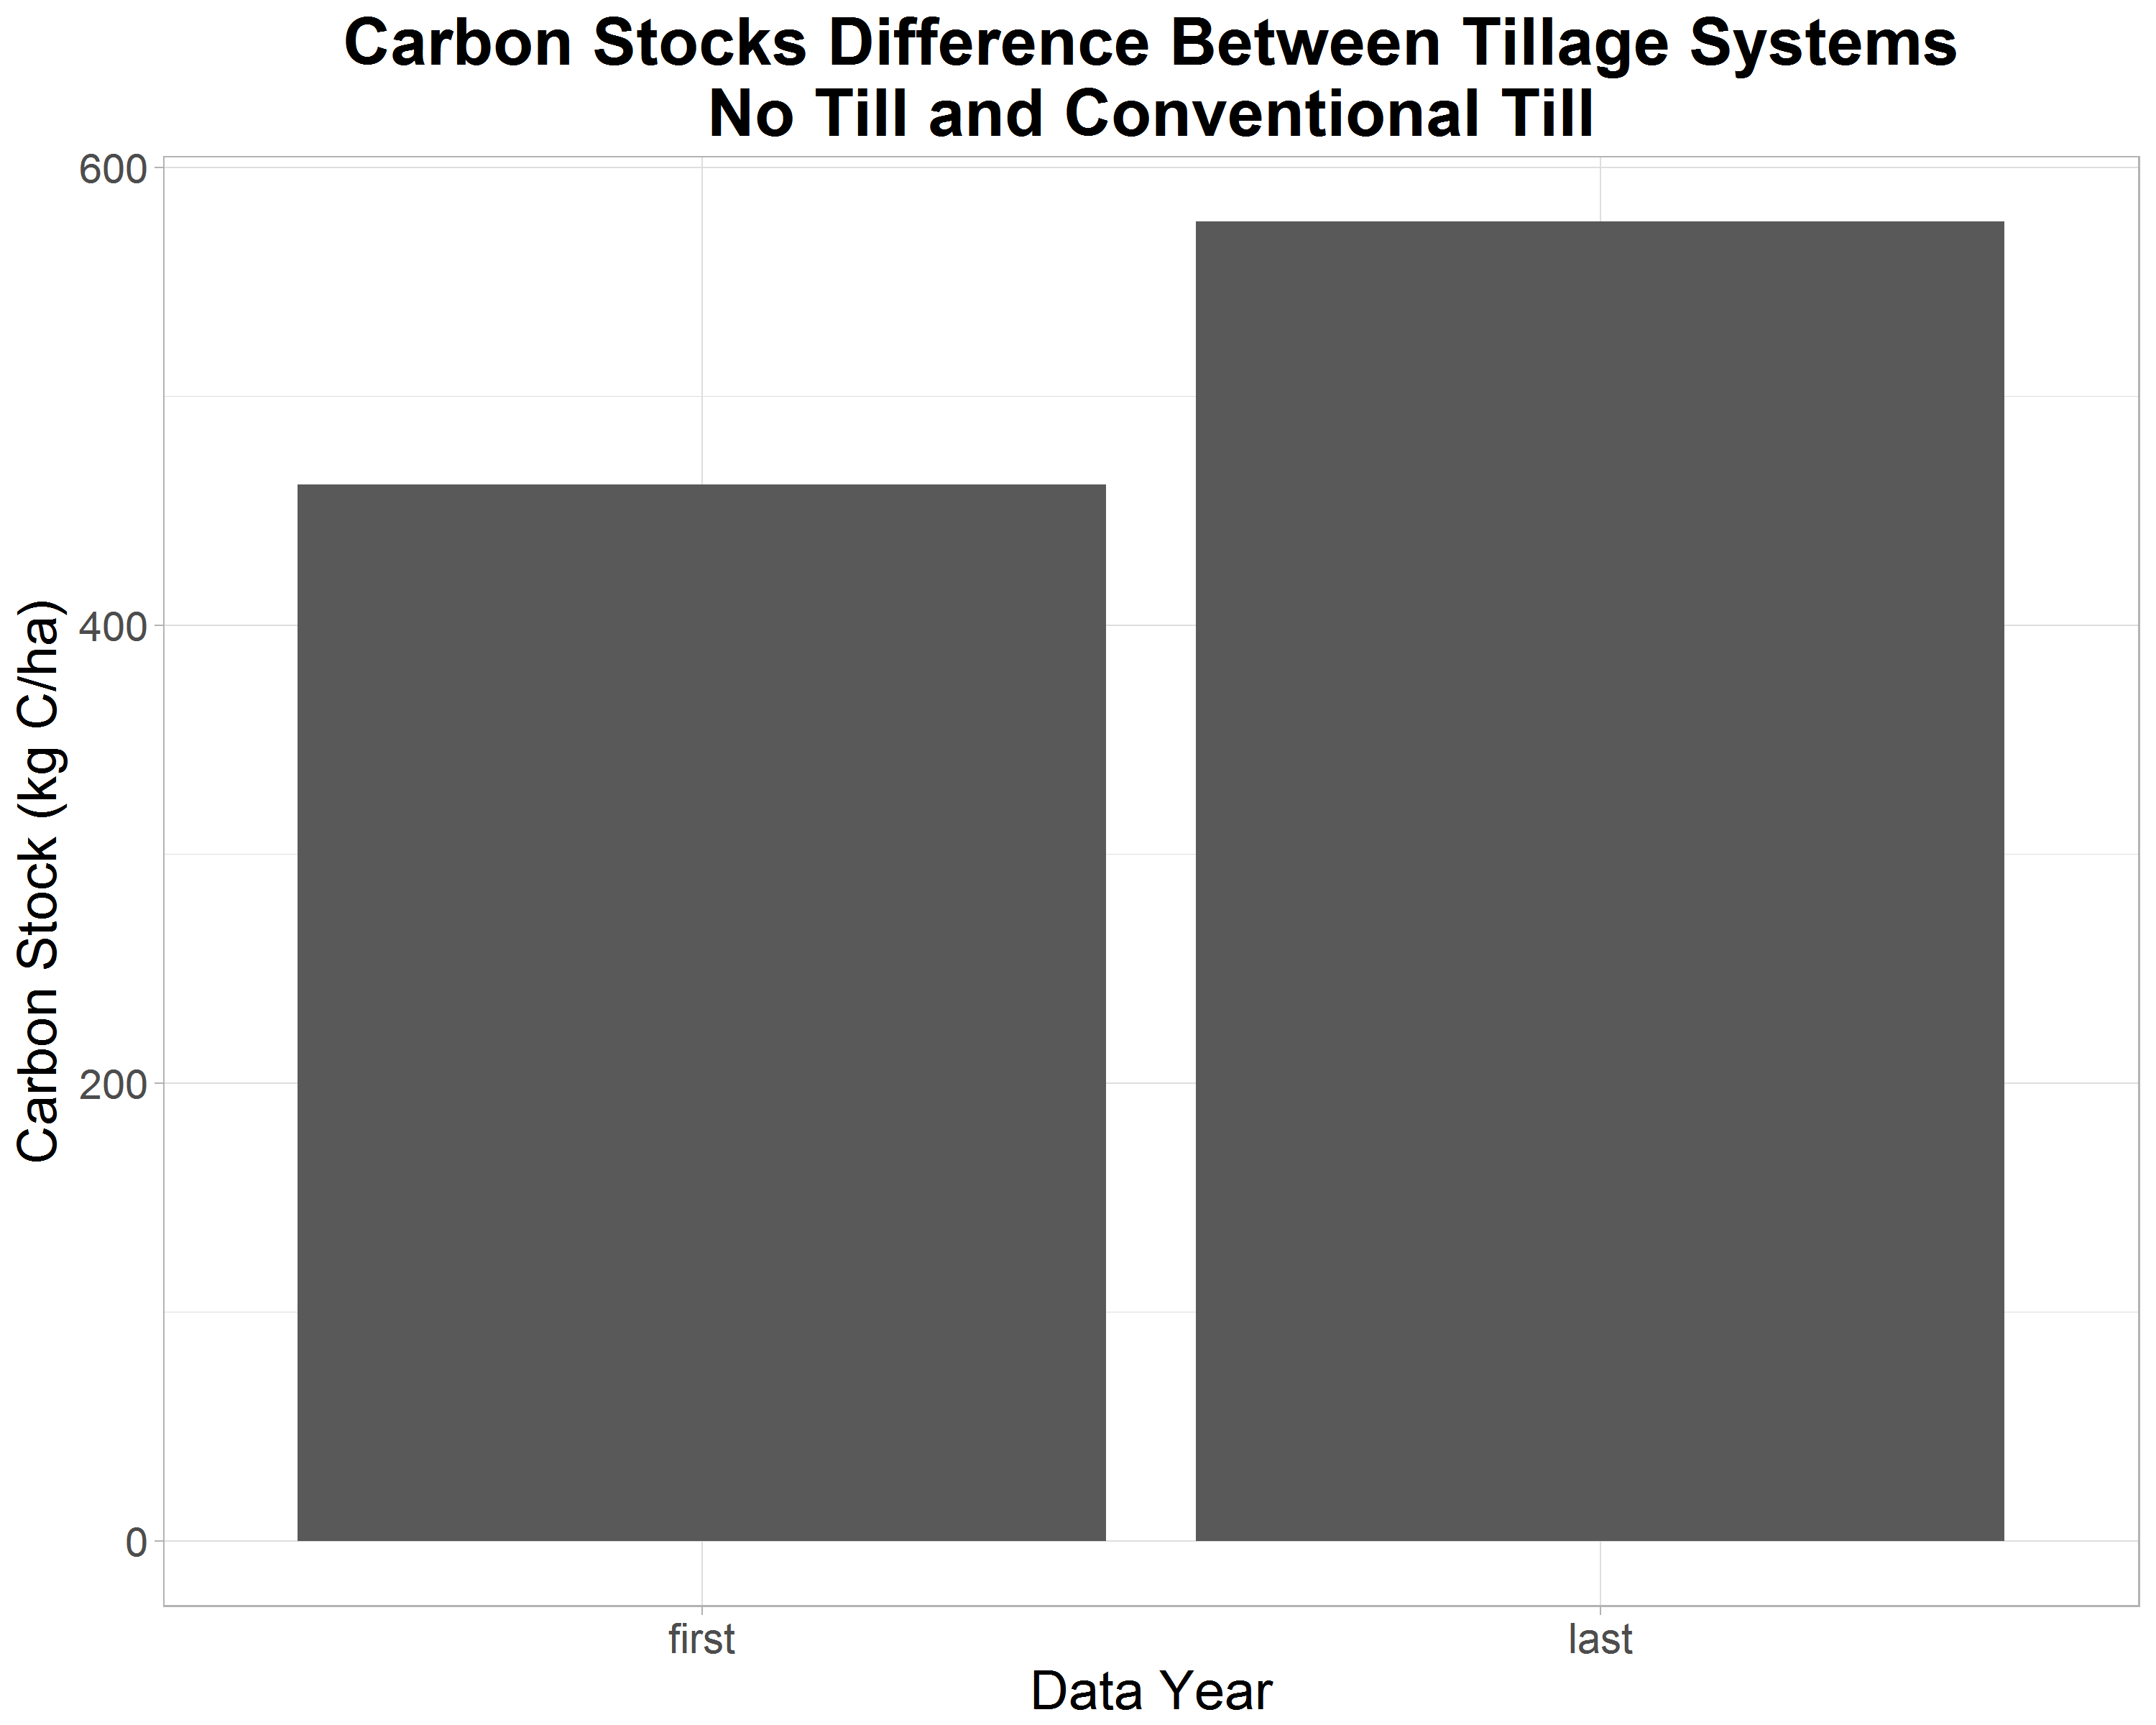 Carbon Stocks Difference Between Tillage Systems
No Till and Conventional Till
Carbon Stock (kg C/ha)
600
400
200
0
first
last
Data Year